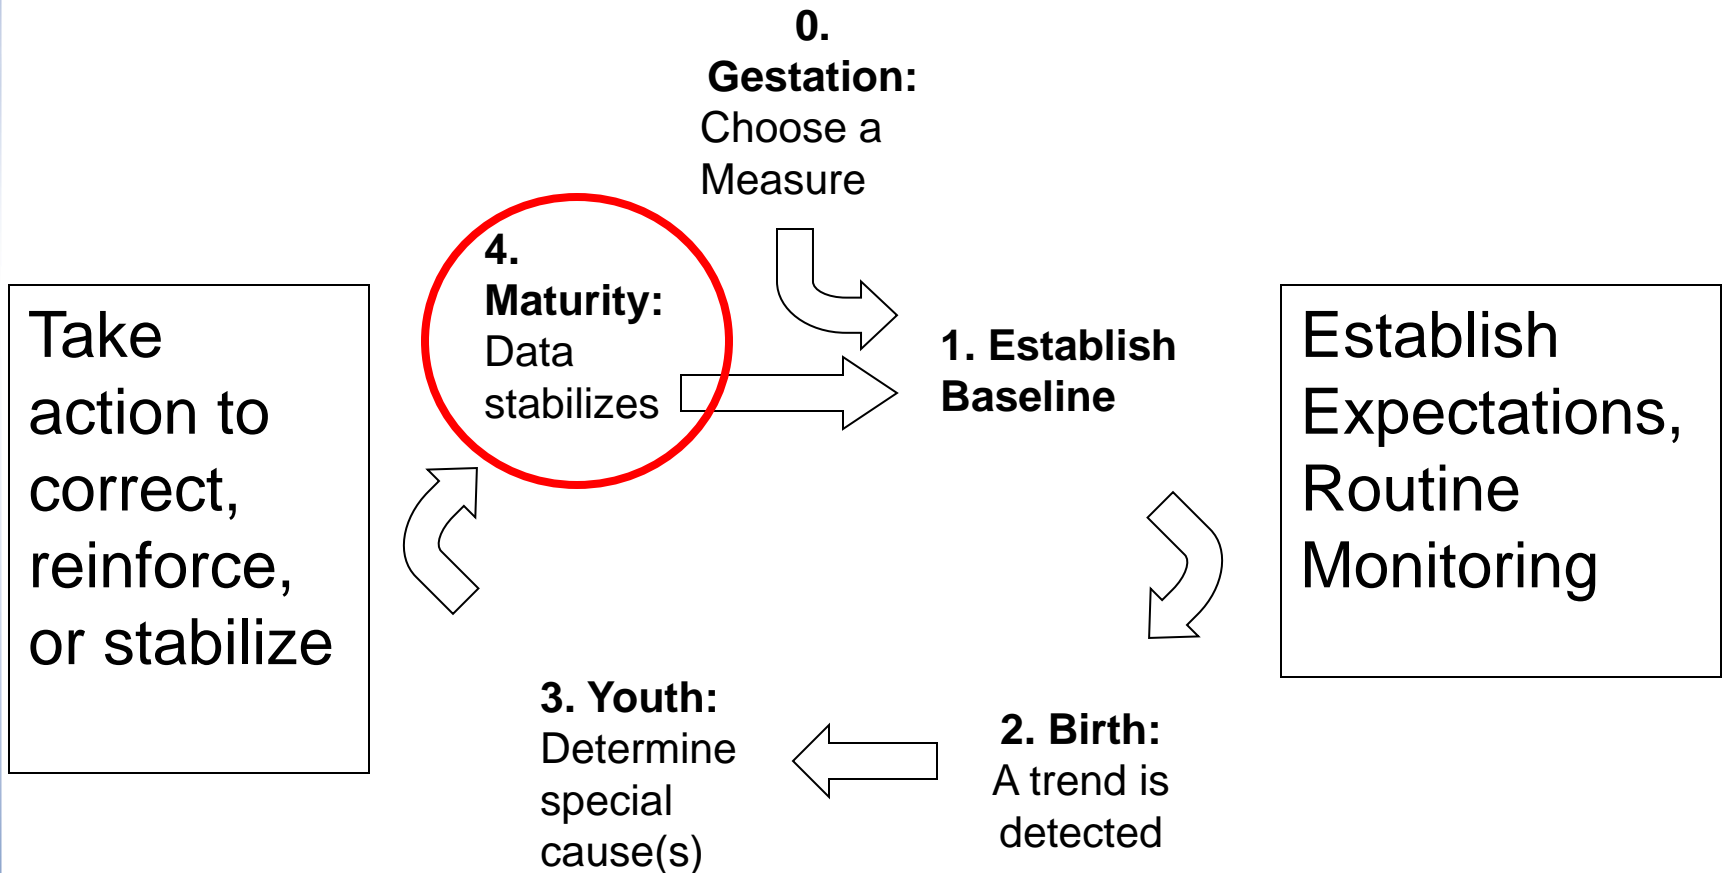 0.
Gestation:
Choose a
Measure
4.
Maturity:
Data
stabilizes
1. Establish
Baseline
Take
action to
correct,
reinforce,
or stabilize
Establish
Expectations,
Routine
Monitoring
3. Youth:
Determine
special
cause(s)
2. Birth:
A trend is
detected